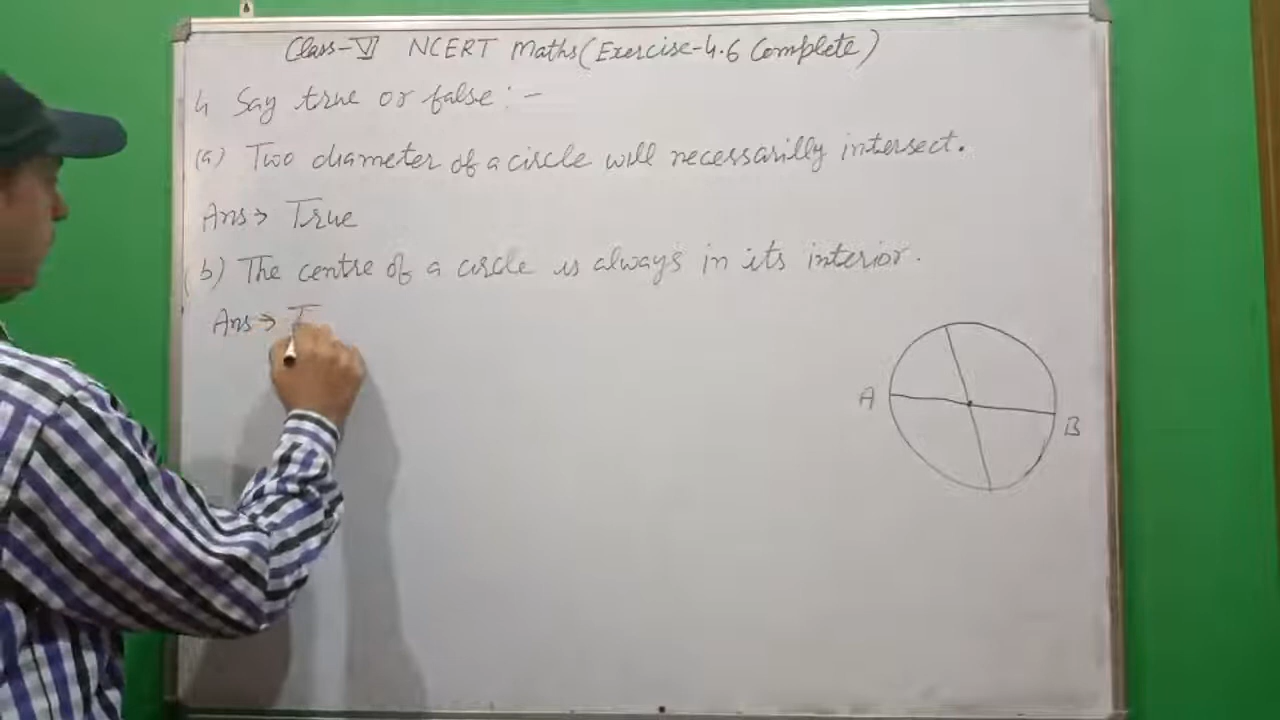 Class-VI NCERT Maths (Exercise-4.6 Complete)
4 Say true or false :-
(a) Two diameter of a circle will necessarilly intersect.
Ans→ True
(b) The centre of a circle is always in its interior.
Ans→ T
A
B